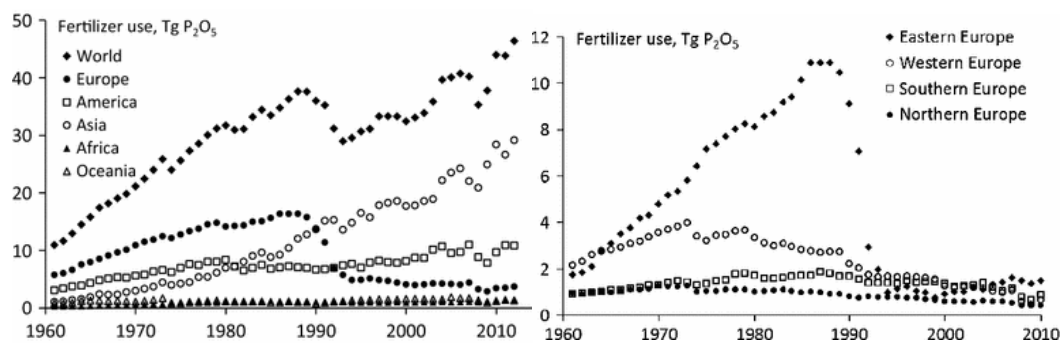 Fertilizer use, Tg P₂O₅
World
Europe
America
Asia
Africa
Oceania
50
40
30
20
10
0
1960 1970 1980 1990 2000 2010
Fertilizer use, Tg P₂O₅
Eastern Europe
Western Europe
Southern Europe
Northern Europe
12
10
8
6
4
2
0
1960 1970 1980 1990 2000 2010